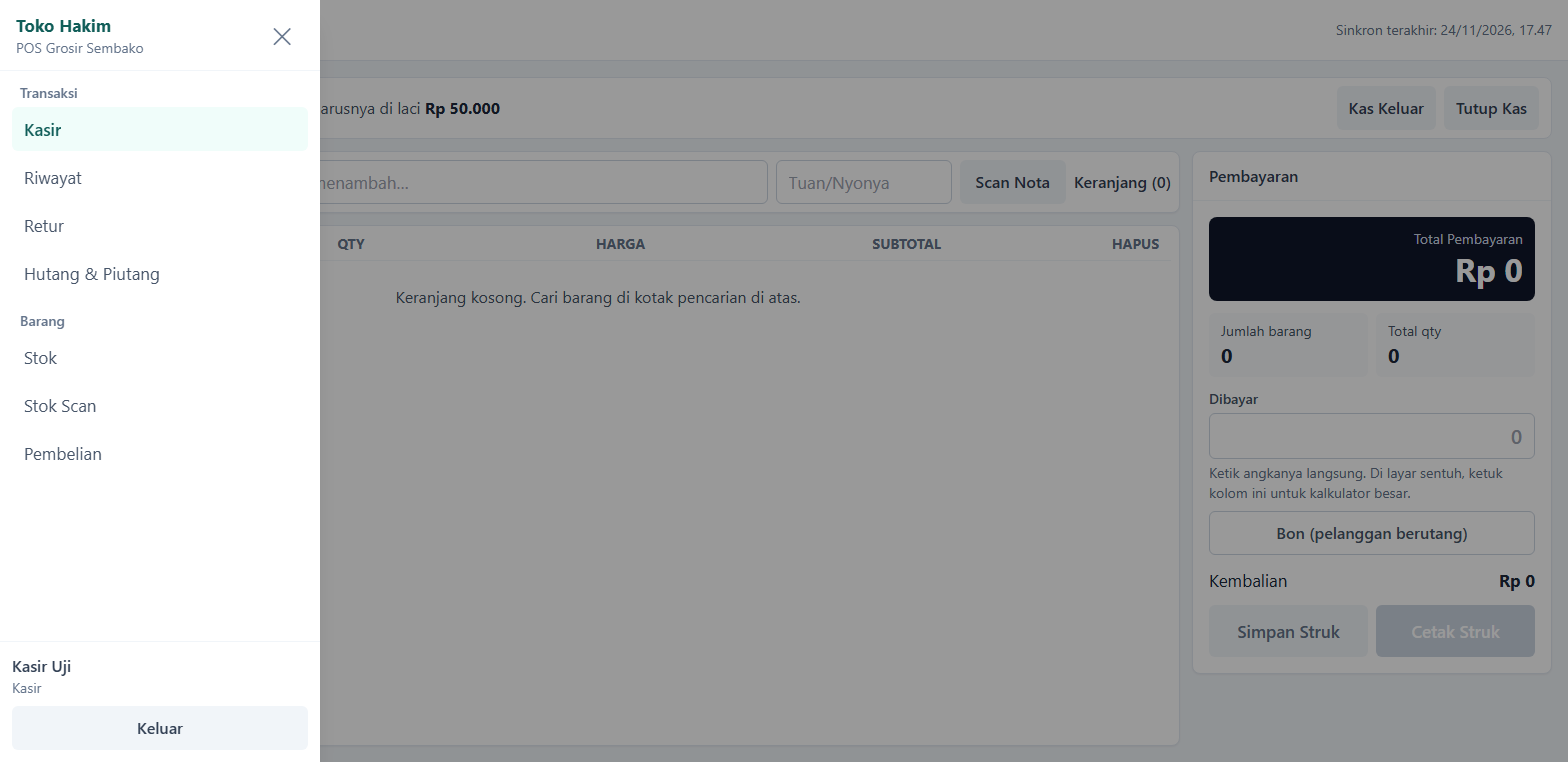 Toko Hakim
POS Grosir Sembako
Transaksi
Kasir
Riwayat
Retur
Hutang & Piutang
Barang
Stok
Stok Scan
Pembelian
Kasir Uji
Kasir
Keluar
Sinkron terakhir: 24/11/2026, 17.47
di laci Rp 50.000
Kas Keluar
Tutup Kas
Tuan/Nyonya
Scan Nota
Keranjang (0)
QTY HARGA SUBTOTAL HAPUS
Keranjang kosong. Cari barang di kotak pencarian di atas.
Pembayaran
Total Pembayaran
Rp 0
Jumlah barang
0
Total qty
0
Dibayar
0
Ketik angkanya langsung. Di layar sentuh, ketuk
kolom ini untuk kalkulator besar.
Bon (pelanggan berutang)
Kembalian Rp 0
Simpan Struk
Cetak Struk